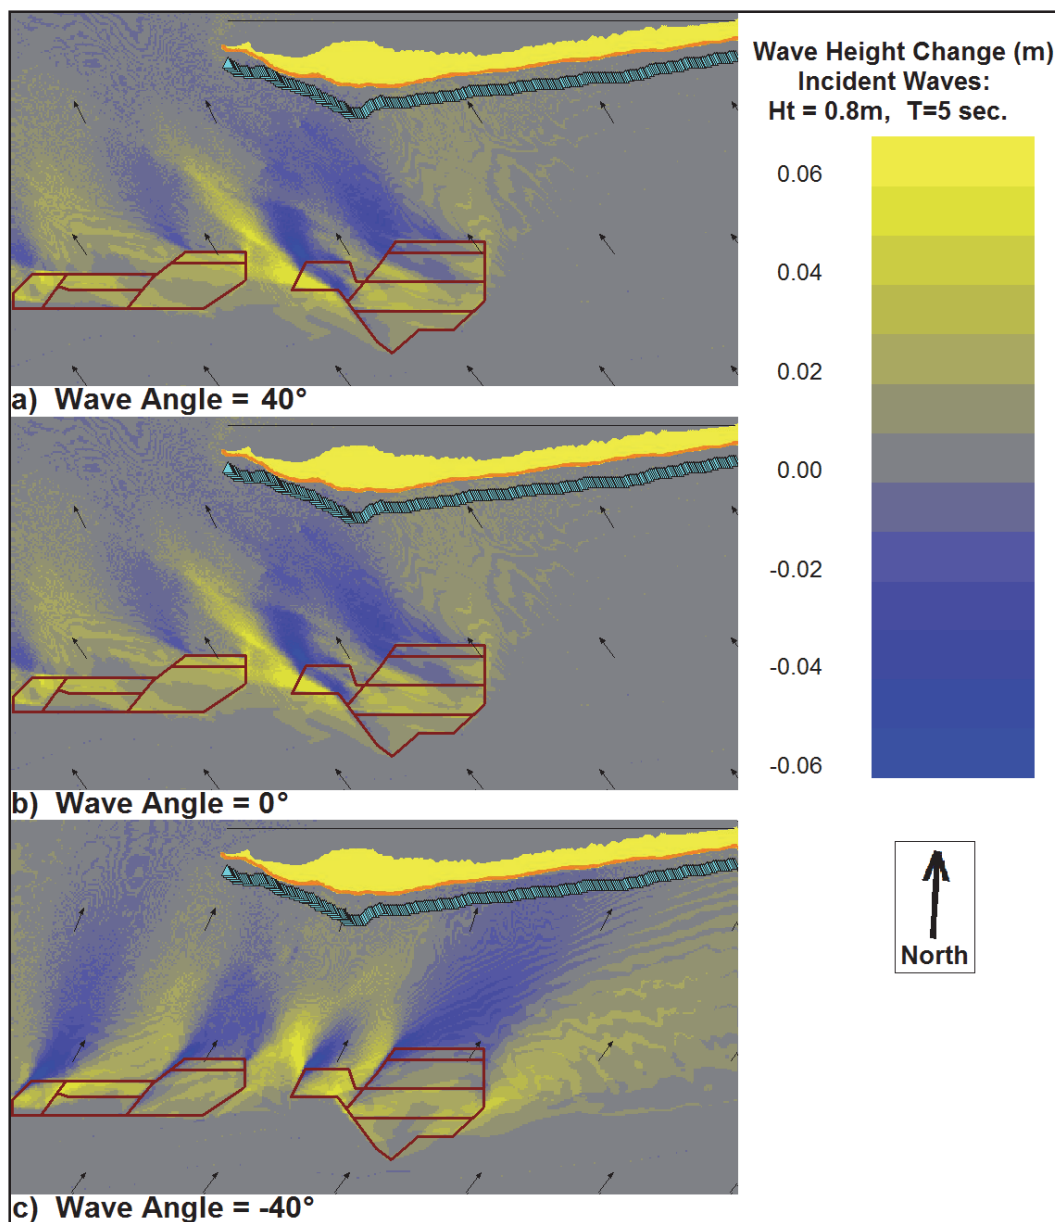 Wave Height Change (m)
Incident Waves:
Ht = 0.8m, T=5 sec.
0.06
0.04
0.02
0.00
-0.02
-0.04
-0.06
North
a) Wave Angle = 40°
b) Wave Angle = 0°
c) Wave Angle = -40°